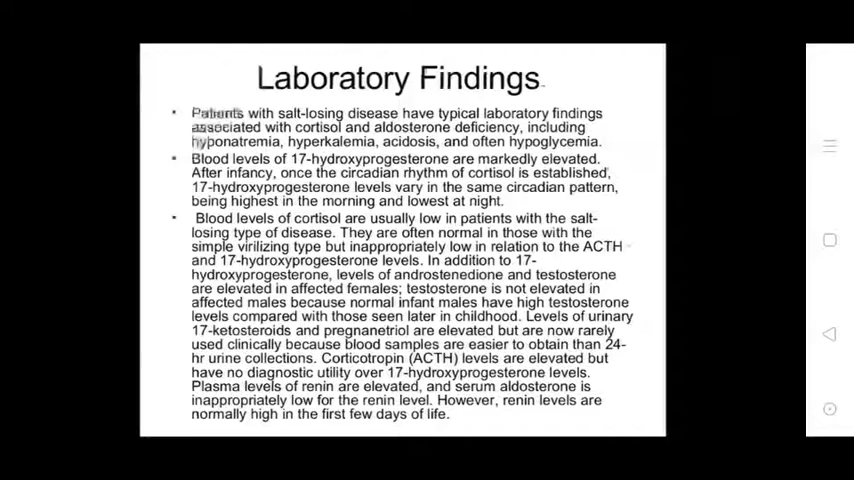 Laboratory Findings
• Patients with salt-losing disease have typical laboratory findings
associated with cortisol and aldosterone deficiency, including
hyponatremia, hyperkalemia, acidosis, and often hypoglycemia.
• Blood levels of 17-hydroxyprogesterone are markedly elevated.
After infancy, once the circadian rhythm of cortisol is established,
17-hydroxyprogesterone levels vary in the same circadian pattern,
being highest in the morning and lowest at night.
• Blood levels of cortisol are usually low in patients with the salt-
losing type of disease. They are often normal in those with the
simple virilizing type but inappropriately low in relation to the ACTH
and 17-hydroxyprogesterone levels. In addition to 17-
hydroxyprogesterone, levels of androstenedione and testosterone
are elevated in affected females; testosterone is not elevated in
affected males because normal infant males have high testosterone
levels compared with those seen later in childhood. Levels of urinary
17-ketosteroids and pregnanetriol are elevated but are now rarely
used clinically because blood samples are easier to obtain than 24-
hr urine collections. Corticotropin (ACTH) levels are elevated but
have no diagnostic utility over 17-hydroxyprogesterone levels.
Plasma levels of renin are elevated, and serum aldosterone is
inappropriately low for the renin level. However, renin levels are
normally high in the first few days of life.